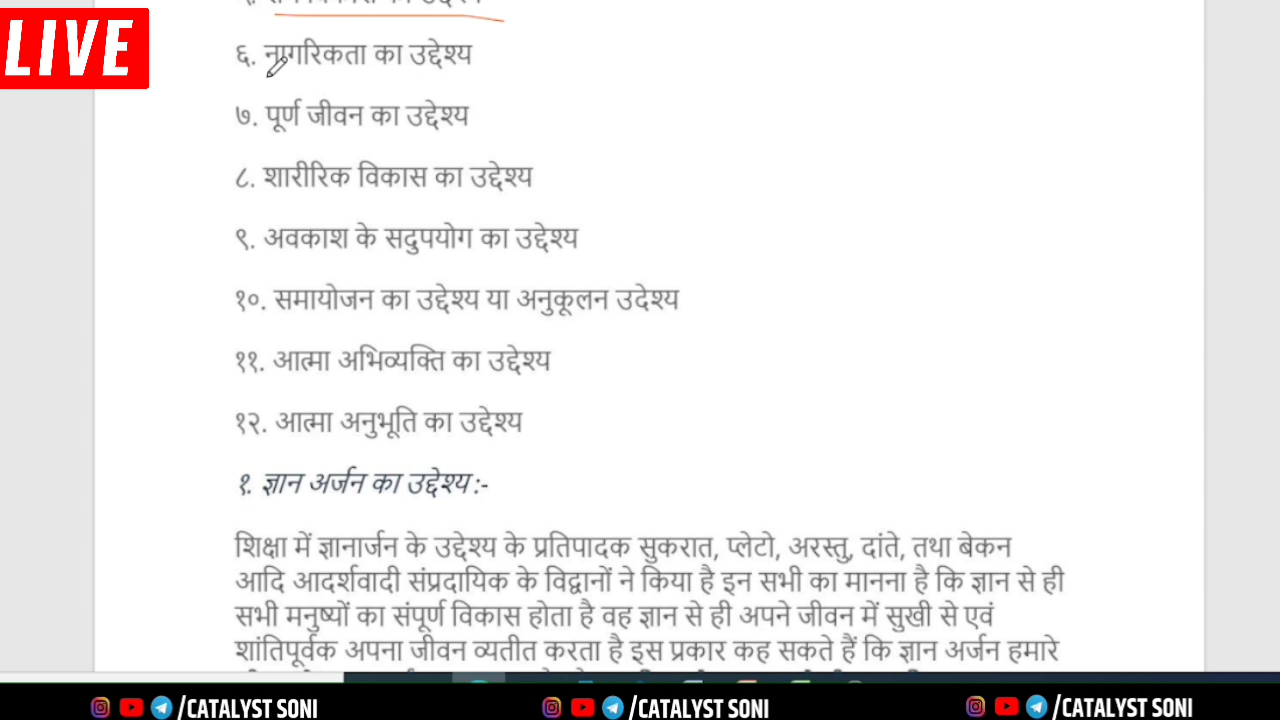 LIVE
६. नागरिकता का उद्देश्य
७. पूर्ण जीवन का उद्देश्य
८. शारीरिक विकास का उद्देश्य
९. अवकाश के सदुपयोग का उद्देश्य
१०. समायोजन का उद्देश्य या अनुकूलन उदेश्य
११. आत्मा अभिव्यक्ति का उद्देश्य
१२. आत्मा अनुभूति का उद्देश्य
१. ज्ञान अर्जन का उद्देश्य :-
शिक्षा में ज्ञानार्जन के उद्देश्य के प्रतिपादक सुकरात, प्लेटो, अरस्तु, दांते, तथा बेकन
आदि आदर्शवादी संप्रदायिक के विद्वानों ने किया है इन सभी का मानना है कि ज्ञान से ही
सभी मनुष्यों का संपूर्ण विकास होता है वह ज्ञान से ही अपने जीवन में सुखी से एवं
शांतिपूर्वक अपना जीवन व्यतीत करता है इस प्रकार कह सकते हैं कि ज्ञान अर्जन हमारे
/CATALYST SONI /CATALYST SONI /CATALYST SONI